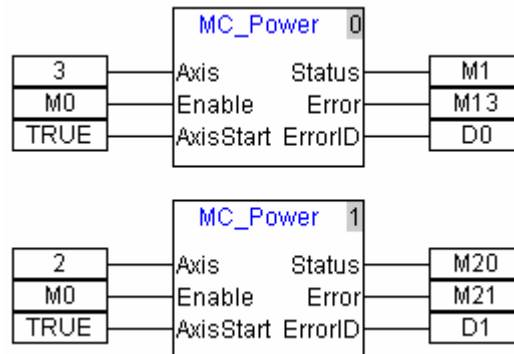 MC_Power 0
3 Axis Status M1
M0 Enable Error M13
TRUE AxisStart ErrorID D0
MC_Power 1
2 Axis Status M20
M0 Enable Error M21
TRUE AxisStart ErrorID D1